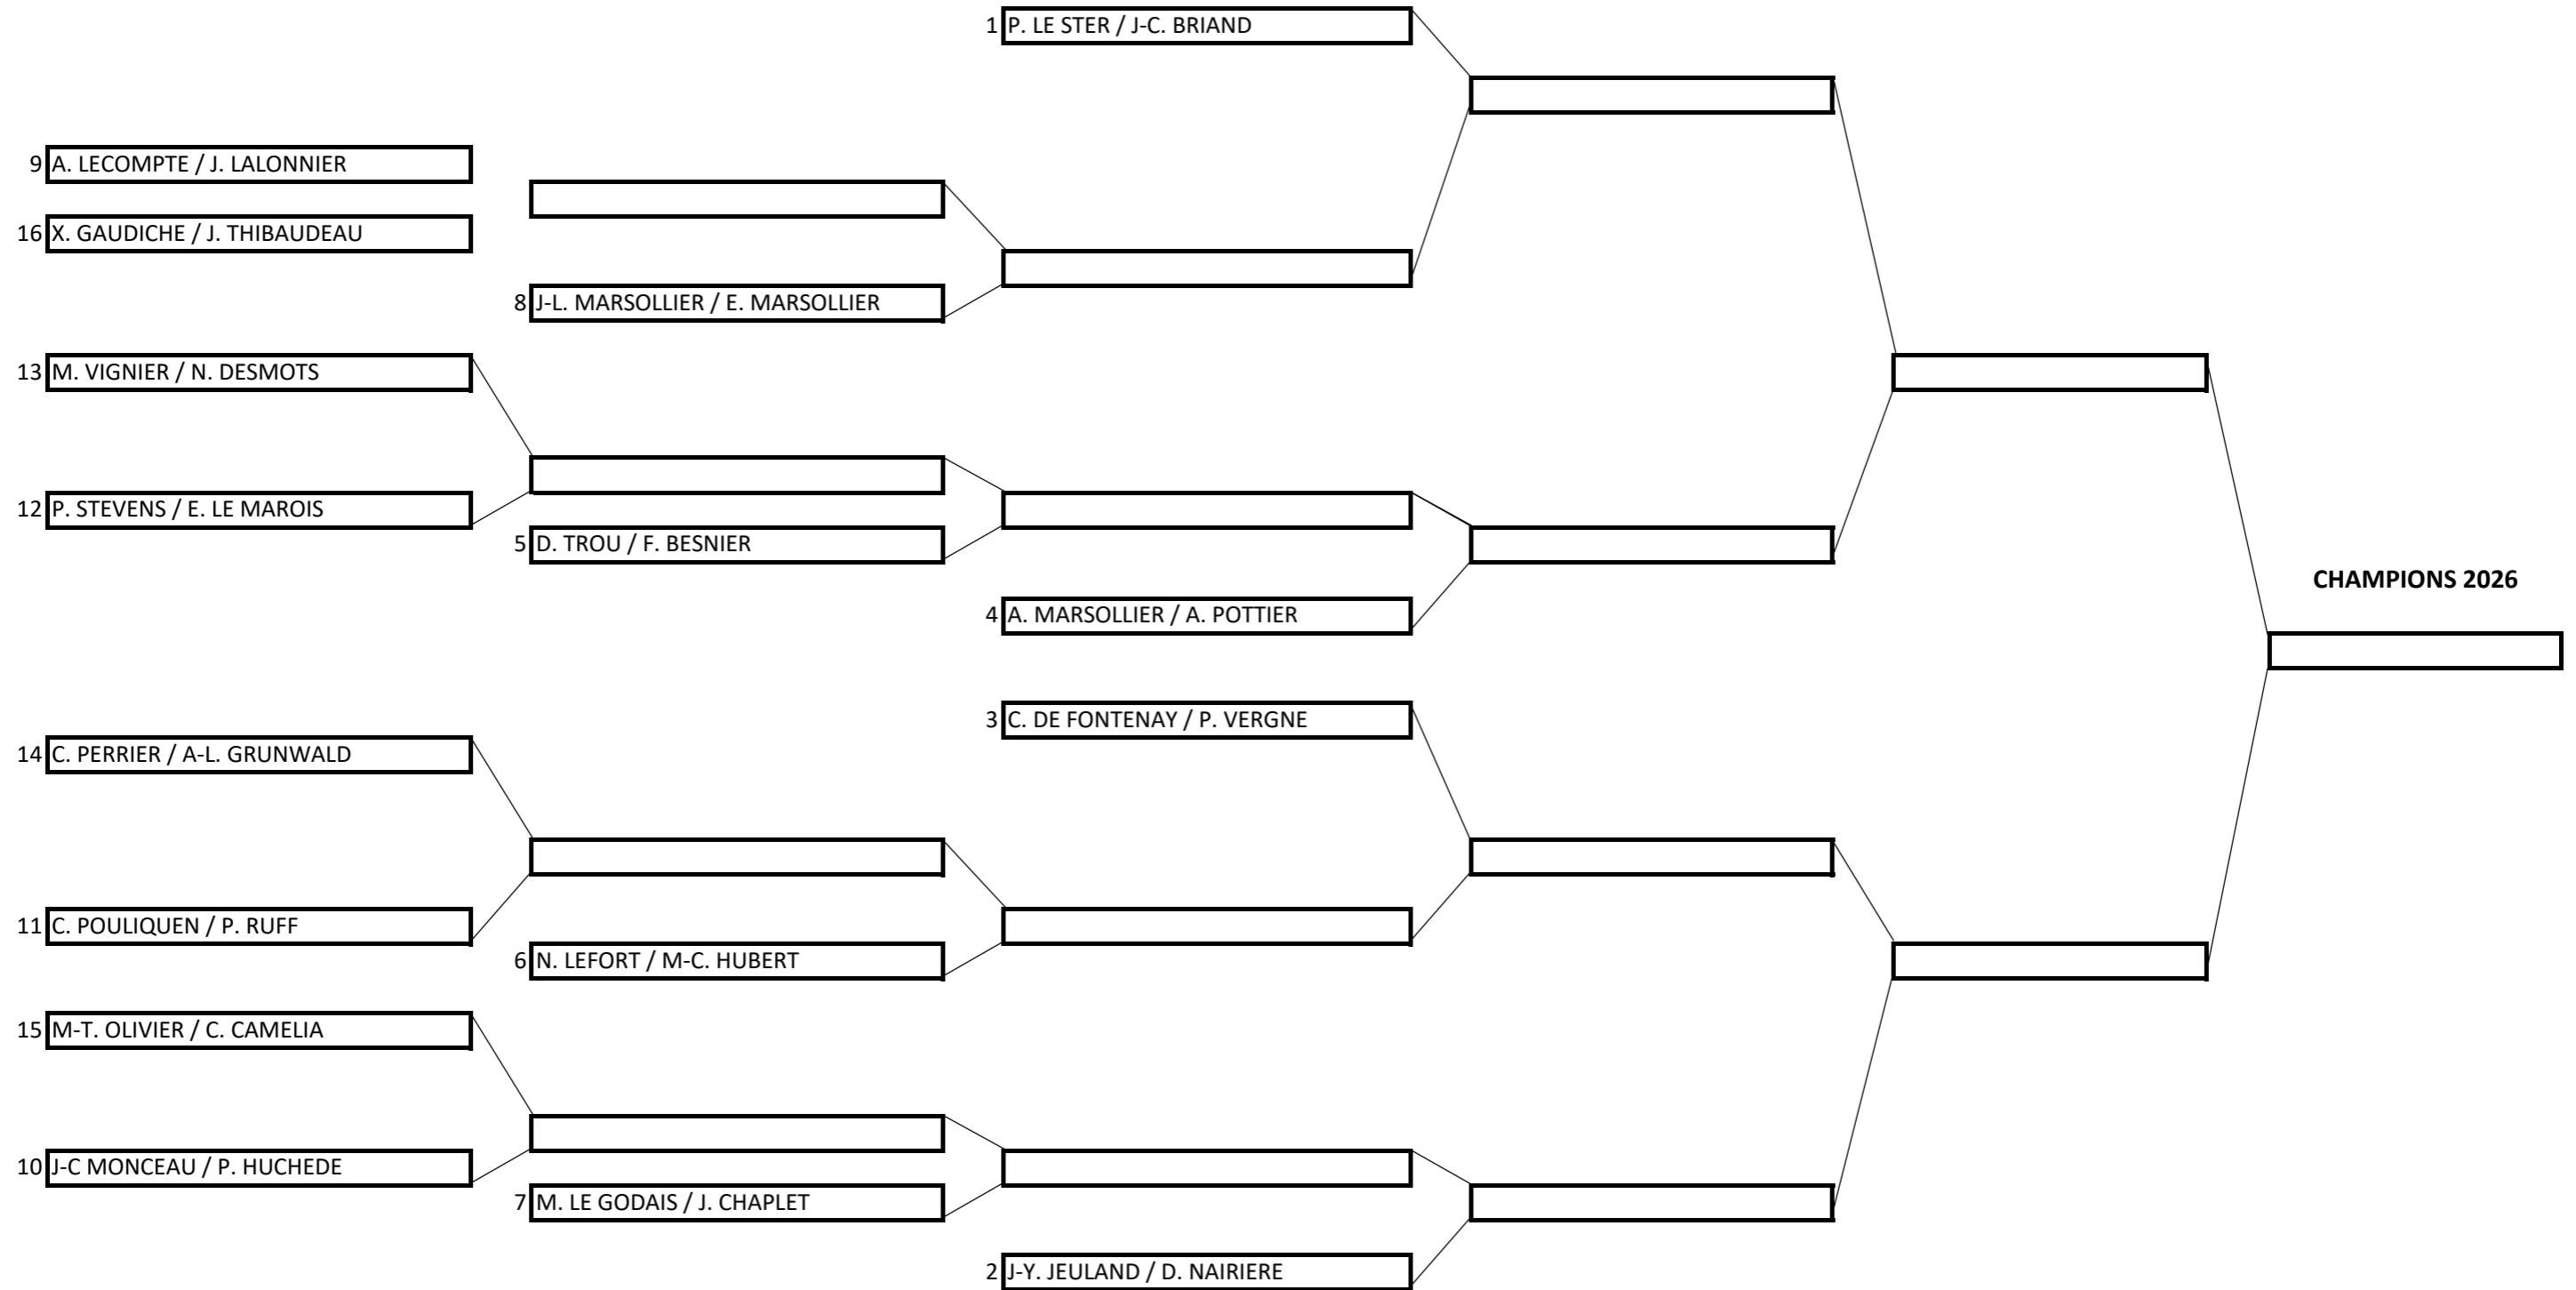 1 P. LE STER / J-C. BRIAND
9 A. LECOMPTE / J. LALONNIER
16 X. GAUDICHE / J. THIBAUDEAU
8 J-L. MARSOLLIER / E. MARSOLLIER
13 M. VIGNIER / N. DESMOTS
12 P. STEVENS / E. LE MAROIS
5 D. TROU / F. BESNIER
CHAMPIONS 2026
4 A. MARSOLLIER / A. POTTIER
3 C. DE FONTENAY / P. VERGNE
14 C. PERRIER / A-L. GRUNWALD
11 C. POULIQUEN / P. RUFF
6 N. LEFORT / M-C. HUBERT
15 M-T. OLIVIER / C. CAMELIA
10 J-C MONCEAU / P. HUCHEDE
7 M. LE GODAIS / J. CHAPLET
2 J-Y. JEULAND / D. NAIRIERE